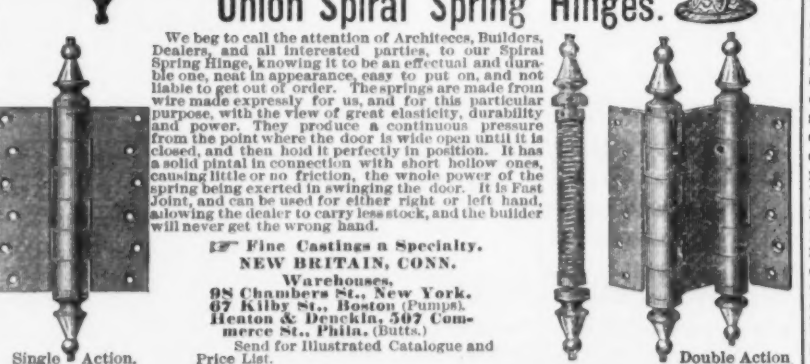 Union Spiral Spring Hinges.
We beg to call the attention of Architects, Builders,
Dealers, and all interested parties, to our Spiral
Spring Hinge, knowing it to be an effectual and dura-
ble one, neat in appearance, easy to put on, and not
liable to get out of order. The springs are made from
wire made expressly for us, and for this particular
purpose, with the view of great elasticity, durability
and power. They produce a continuous pressure
from the point where the door is wide open until it is
closed, and then hold it perfectly in position. It has
a solid pintal in connection with short hollow ones,
causing little or no friction, the whole power of the
spring being exerted in swinging the door. It is Fast
Joint, and can be used for either right or left hand,
allowing the dealer to carry less stock, and the builder
will never get the wrong hand.
☞ Fine Castings a Specialty.
NEW BRITAIN, CONN.
Warehouses,
98 Chambers St., New York.
67 Kilby St., Boston (Pumps).
Heaton & Denckla, 507 Com-
merce St., Phila. (Butts.)
Send for Illustrated Catalogue and
Price List.
Single Action.
Double Action